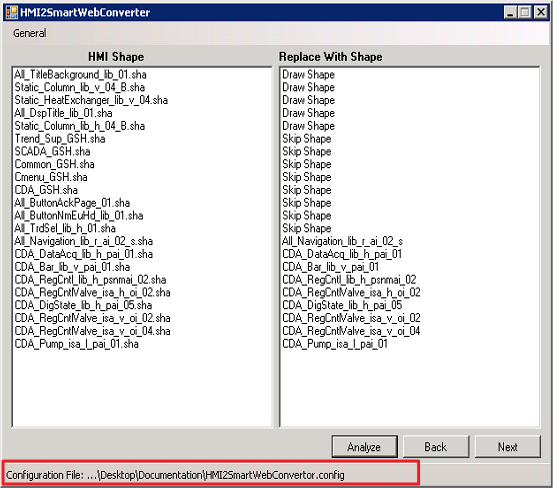 HMI2SmartWebConverter
General
HMI Shape
Replace With Shape
All_TitleBackground_lib_01.sha
Draw Shape
Static_Column_lib_v_04_B.sha
Draw Shape
Static_HeatExchanger_lib_v_04.sha
Draw Shape
All_DspTitle_lib_01.sha
Draw Shape
Static_Column_lib_h_04_B.sha
Draw Shape
Trend_Sup_GSH.sha
Skip Shape
SCADA_GSH.sha
Skip Shape
Common_GSH.sha
Skip Shape
Cmenu_GSH.sha
Skip Shape
CDA_GSH.sha
Skip Shape
All_ButtonAckPage_01.sha
Skip Shape
All_ButtonNmEuHd_lib_01.sha
Skip Shape
All_TrdSel_lib_h_01.sha
Skip Shape
All_Navigation_lib_r_ai_02_s.sha
All_Navigation_lib_r_ai_02_s
CDA_DataAcq_lib_h_pai_01.sha
CDA_DataAcq_lib_h_pai_01
CDA_Bar_lib_v_pai_01.sha
CDA_Bar_lib_v_pai_01
CDA_RegCntl_lib_h_psnmai_02.sha
CDA_RegCntl_lib_h_psnmai_02
CDA_RegCntlValve_isa_h_oi_02.sha
CDA_RegCntlValve_isa_h_oi_02
CDA_DigState_lib_h_pai_05.sha
CDA_DigState_lib_h_pai_05
CDA_RegCntlValve_isa_v_oi_02.sha
CDA_RegCntlValve_isa_v_oi_02
CDA_RegCntlValve_isa_v_oi_04.sha
CDA_RegCntlValve_isa_v_oi_04
CDA_Pump_isa_l_pai_01.sha
CDA_Pump_isa_l_pai_01
Analyze
Back
Next
Configuration File: ...\Desktop\Documentation\HMI2SmartWebConvertor.config